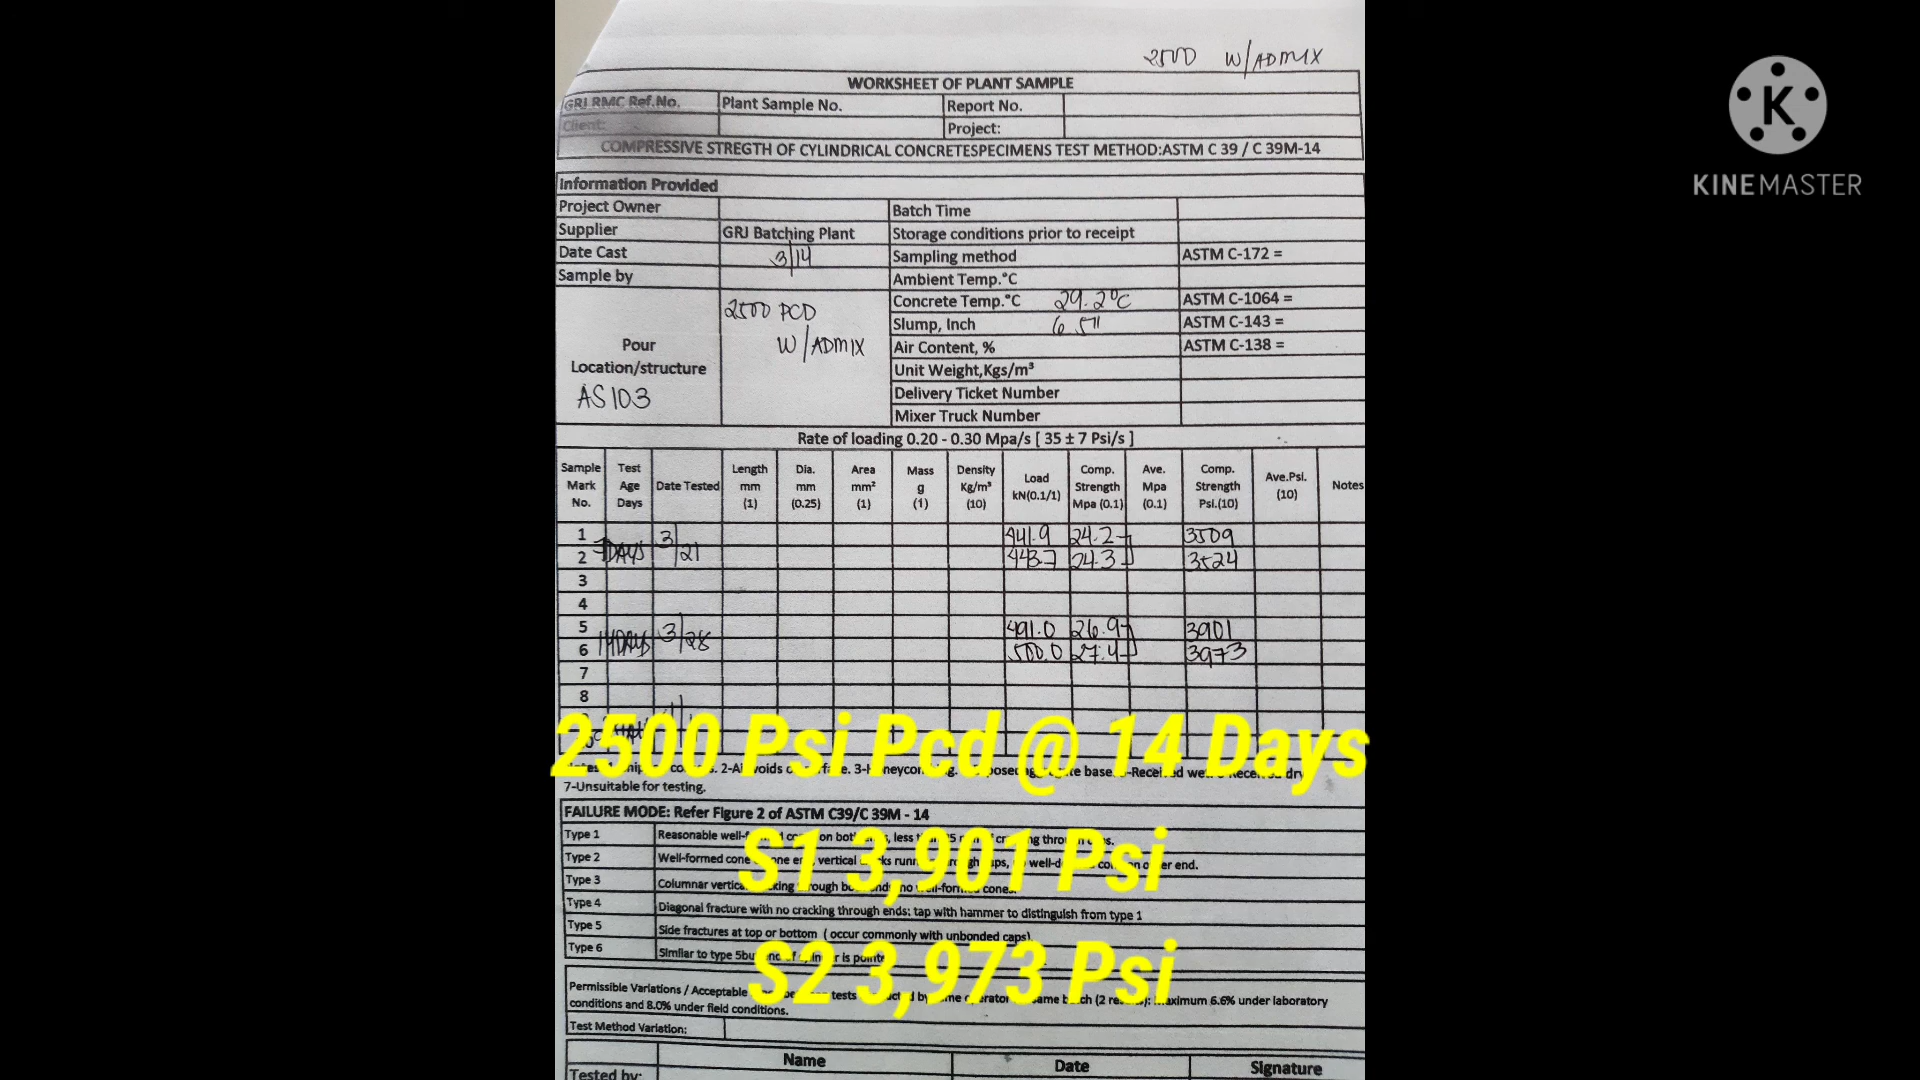 2500 W/ADMIX
WORKSHEET OF PLANT SAMPLE
GRJ RMC Ref.No. Plant Sample No. Report No.
Client: Project:
COMPRESSIVE STREGTH OF CYLINDRICAL CONCRETESPECIMENS TEST METHOD:ASTM C 39 / C 39M-14
Information Provided
Project Owner Batch Time
Supplier GRJ Batching Plant Storage conditions prior to receipt
Date Cast 3/14 Sampling method ASTM C-172 =
Sample by Ambient Temp.°C
2500 PCD Concrete Temp.°C 29.2°C ASTM C-1064 =
Slump, Inch 6.5" ASTM C-143 =
Pour W/ADMIX Air Content, % ASTM C-138 =
Location/structure Unit Weight,Kgs/m³
AS103 Delivery Ticket Number
Mixer Truck Number
Rate of loading 0.20 - 0.30 Mpa/s [ 35 ± 7 Psi/s ]
Sample Mark No. Test Age Days Date Tested Length mm (1) Dia. mm (0.25) Area mm² (1) Mass g (1) Density Kg/m³ (10) Load kN(0.1/1) Comp. Strength Mpa (0.1) Ave. Mpa (0.1) Comp. Strength Psi.(10) Ave.Psi. (10) Notes
1 441.9 24.2 3509
2 7DAYS 3/21 443.7 24.3 3524
3
4
5 491.0 26.9 3901
6 14DAYS 3/28 500.0 27.4 3973
7
8
2500 Psi Pcd @ 14 Days
7-Unsuitable for testing.
FAILURE MODE: Refer Figure 2 of ASTM C39/C 39M - 14
Type 1 Reasonable
Type 2 Well-formed cone vertical end.
Type 3 Columnar no cones.
S1 3,901 Psi
Type 4 Diagonal fracture with no cracking through ends; tap with hammer to distinguish from type 1
Type 5 Side fractures at top or bottom ( occur commonly with unbonded caps)
Type 6 Similar to type is
S2 3,973 Psi
Permissible Variations / Acceptable tests (2 maximum 6.6% under laboratory
conditions and 8.0% under field conditions.
Test Method Variation:
Name Date Signature
Tested by:
K
KINEMASTER